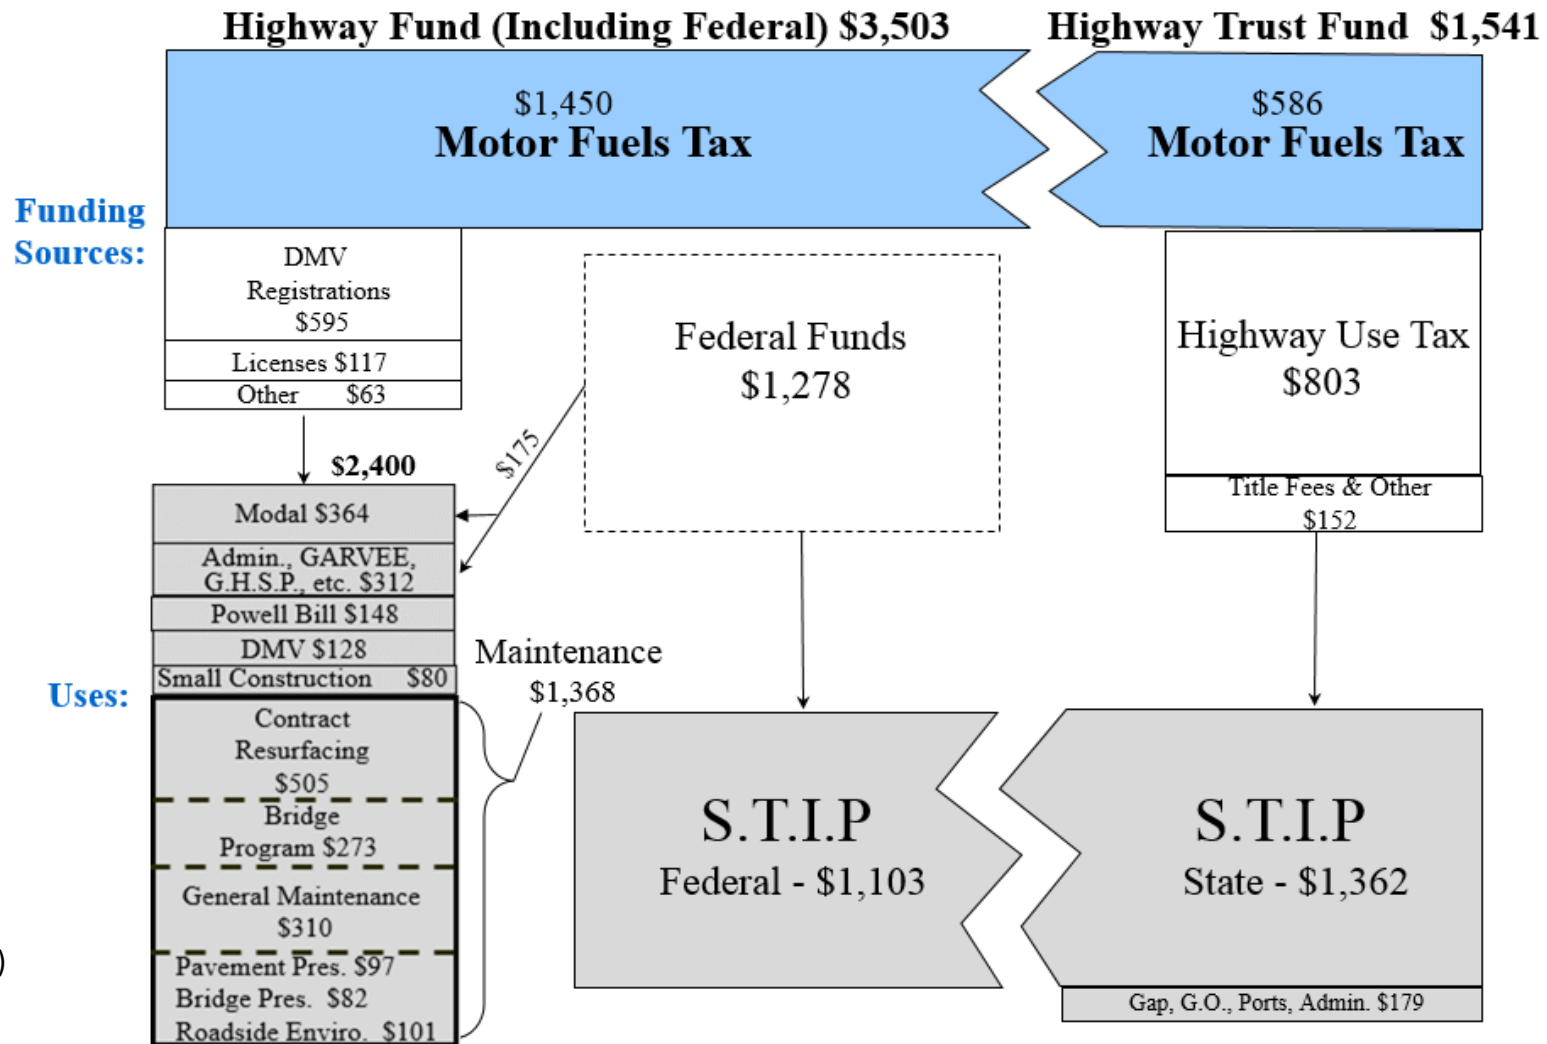 Highway Fund (Including Federal) $3,503
Highway Trust Fund $1,541
$1,450
Motor Fuels Tax
$586
Motor Fuels Tax
Funding
Sources:
DMV
Registrations
$595
Licenses $117
Other $63
Federal Funds
$1,278
Highway Use Tax
$803
Title Fees & Other
$152
$175
$2,400
Modal $364
Admin., GARVEE,
G.H.S.P., etc. $312
Powell Bill $148
DMV $128
Small Construction $80
Uses:
Maintenance
$1,368
Contract
Resurfacing
$505
Bridge
Program $273
General Maintenance
$310
Pavement Pres. $97
Bridge Pres. $82
Roadside Enviro. $101
S.T.I.P
Federal - $1,103
S.T.I.P
State - $1,362
Gap, G.O., Ports, Admin. $179
)